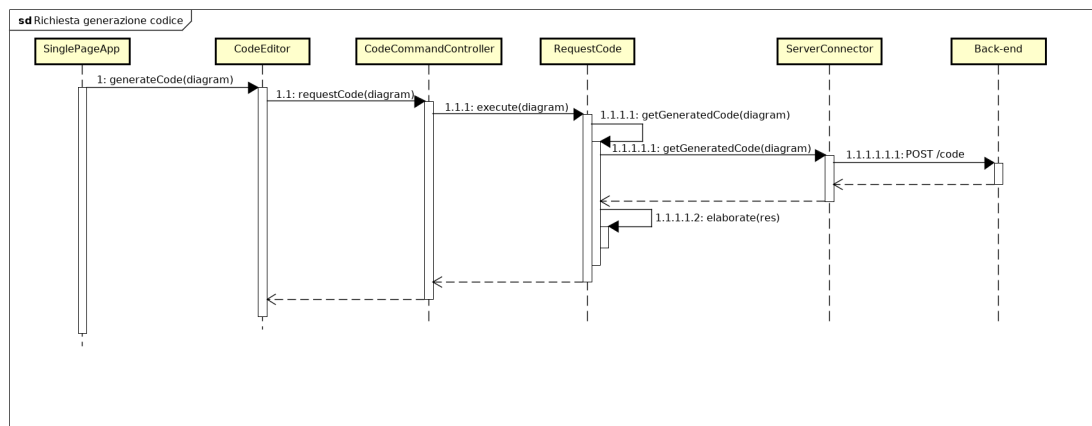 sd Richiesta generazione codice
SinglePageApp
CodeEditor
CodeCommandController
RequestCode
ServerConnector
Back-end
1: generateCode(diagram)
1.1: requestCode(diagram)
1.1.1: execute(diagram)
1.1.1.1: getGeneratedCode(diagram)
1.1.1.1.1: getGeneratedCode(diagram)
1.1.1.1.1.1: POST /code
1.1.1.1.2: elaborate(res)